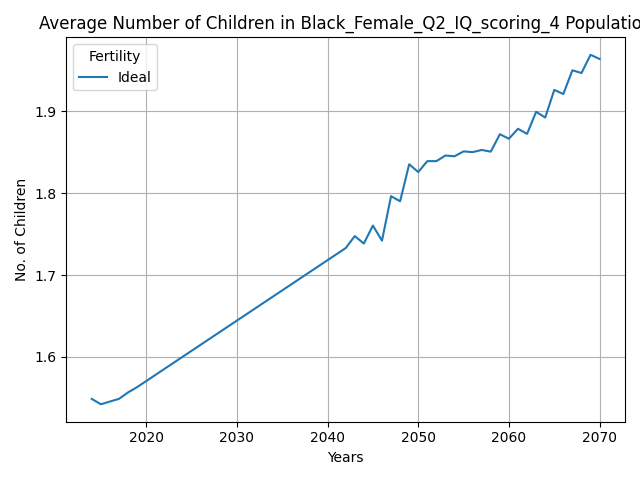 Average Number of Children in Black_Female_Q2_IQ_scoring_4 Populatio
Fertility
Ideal
No. of Children
1.9
1.8
1.7
1.6
2020 2030 2040 2050 2060 2070
Years